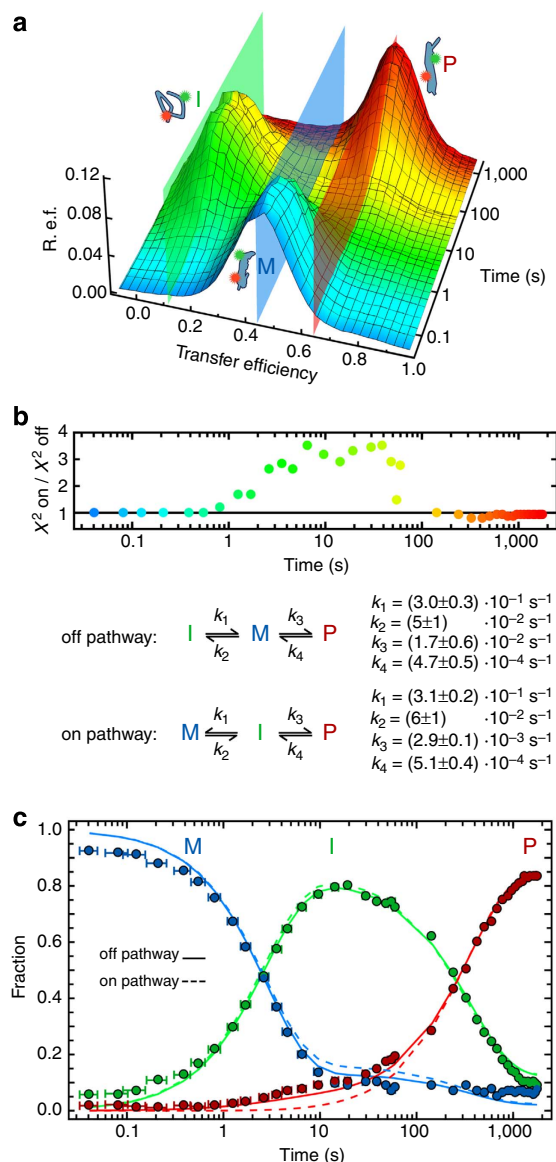 a
I
P
0.12
0.08
0.04
0.00
R. e.f.
M
1,000
100
10
1
0.1
Time (s)
0.0
0.2
0.4
0.6
0.8
1.0
Transfer efficiency
b
4
3
2
1
X² on / X² off
0.1 1 10 100 1,000
Time (s)
off pathway: I k₁ k₂ M k₃ k₄ P
k₁ = (3.0±0.3) ·10⁻¹ s⁻¹
k₂ = (5±1) ·10⁻² s⁻¹
k₃ = (1.7±0.6) ·10⁻² s⁻¹
k₄ = (4.7±0.5) ·10⁻⁴ s⁻¹
on pathway: M k₁ k₂ I k₃ k₄ P
k₁ = (3.1±0.2) ·10⁻¹ s⁻¹
k₂ = (6±1) ·10⁻² s⁻¹
k₃ = (2.9±0.1) ·10⁻³ s⁻¹
k₄ = (5.1±0.4) ·10⁻⁴ s⁻¹
c
1.0
0.8
0.6
0.4
0.2
0.0
Fraction
M I P
off pathway
on pathway
0.1 1 10 100 1,000
Time (s)